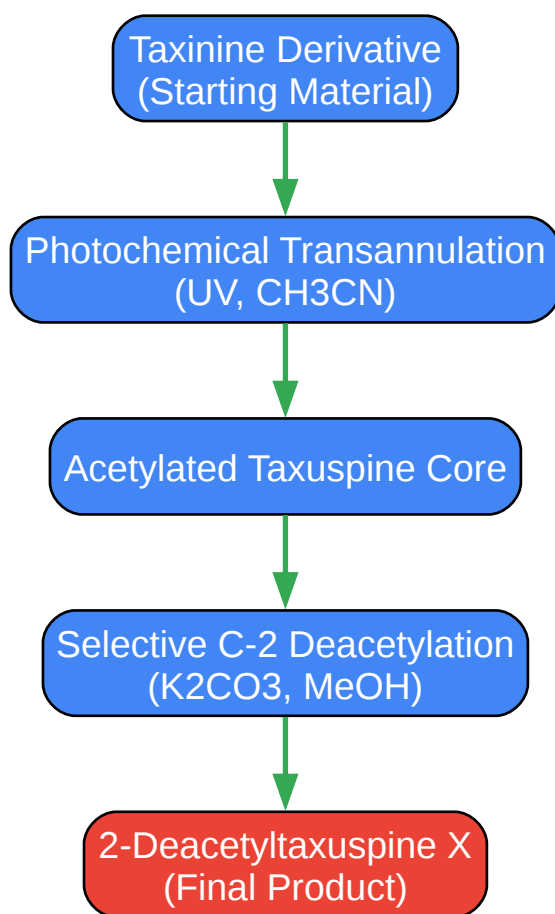 Taxinine Derivative
(Starting Material)
Photochemical Transannulation
(UV, CH3CN)
Acetylated Taxuspine Core
Selective C-2 Deacetylation
(K2CO3, MeOH)
2-Deacetyltaxuspine X
(Final Product)